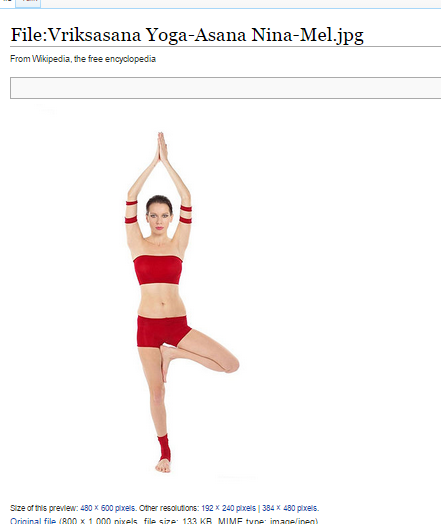 File:Vriksasana Yoga-Asana Nina-Mel.jpg
From Wikipedia, the free encyclopedia
Size of this preview: 480 × 600 pixels. Other resolutions: 192 × 240 pixels | 384 × 480 pixels.
Original file (800 × 1,000 pixels, file size: 133 KB, MIME type: image/jpeg)